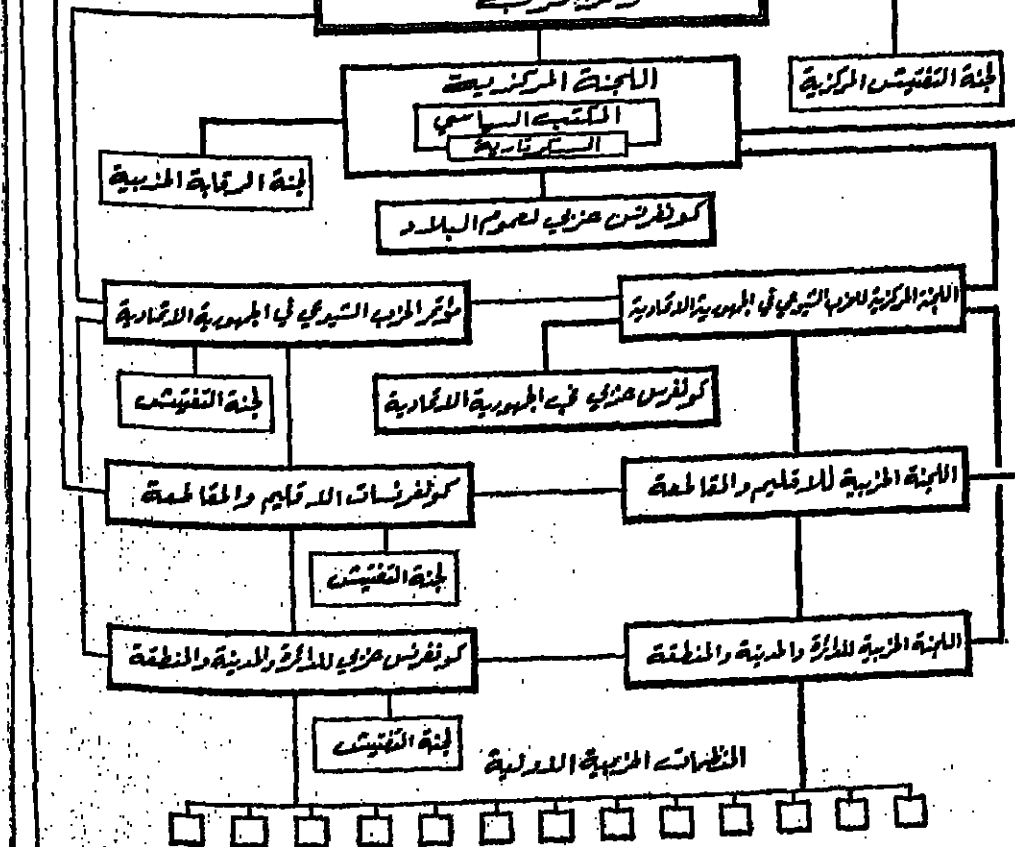 لجنة التفتيش المركزية
اللجنة المركزية
المكتب السياسي
السكرتارية
لجنة الرقابة الحزبية
كونفرنس حزبي لعموم البلاد
اللجنة المركزية للحزب الشيوعي في الجمهورية الاتحادية
مؤتمر الحزب الشيوعي في الجمهورية الاتحادية
كونفرنس حزبي في الجمهورية الاتحادية
لجنة التفتيش
اللجنة الحزبية للاقليم والمقاطعة
كونفرنسات الاقليم والمقاطعة
لجنة التفتيش
اللجنة الحزبية للدائرة والمدينة والمنطقة
كونفرنس حزبي للدائرة والمدينة والمنطقة
لجنة التفتيش
المنظمات الحزبية الاولية